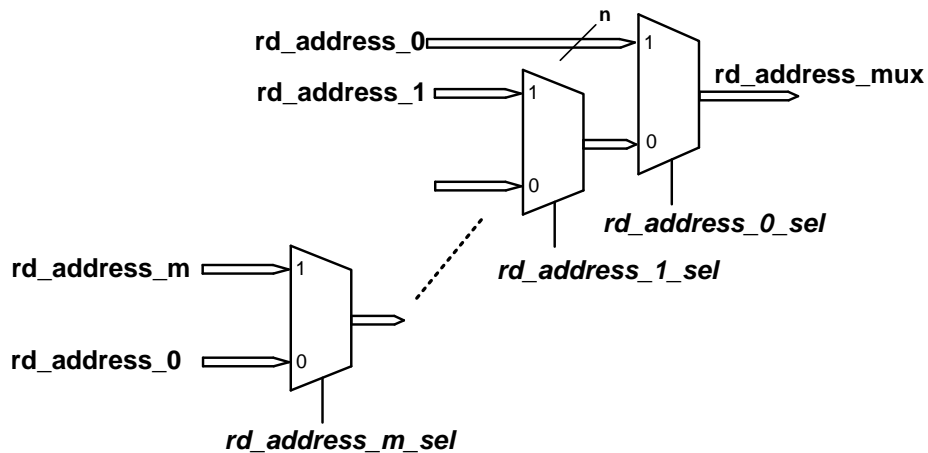 n
rd_address_0
1
rd_address_mux
rd_address_1
1
0
0
rd_address_0_sel
rd_address_1_sel
rd_address_m
1
rd_address_0
0
rd_address_m_sel